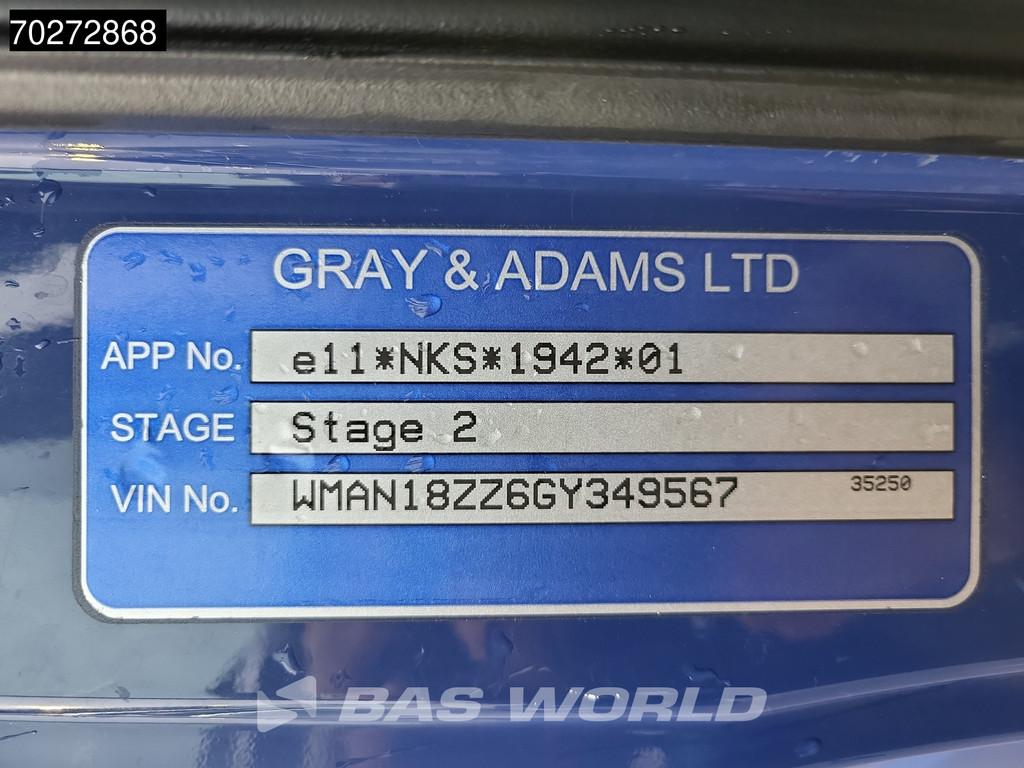 70272868
GRAY & ADAMS LTD
APP No. e11*NKS*1942*01
STAGE Stage 2
VIN No. WMAN18ZZ6GY349567 35250
BAS WORLD